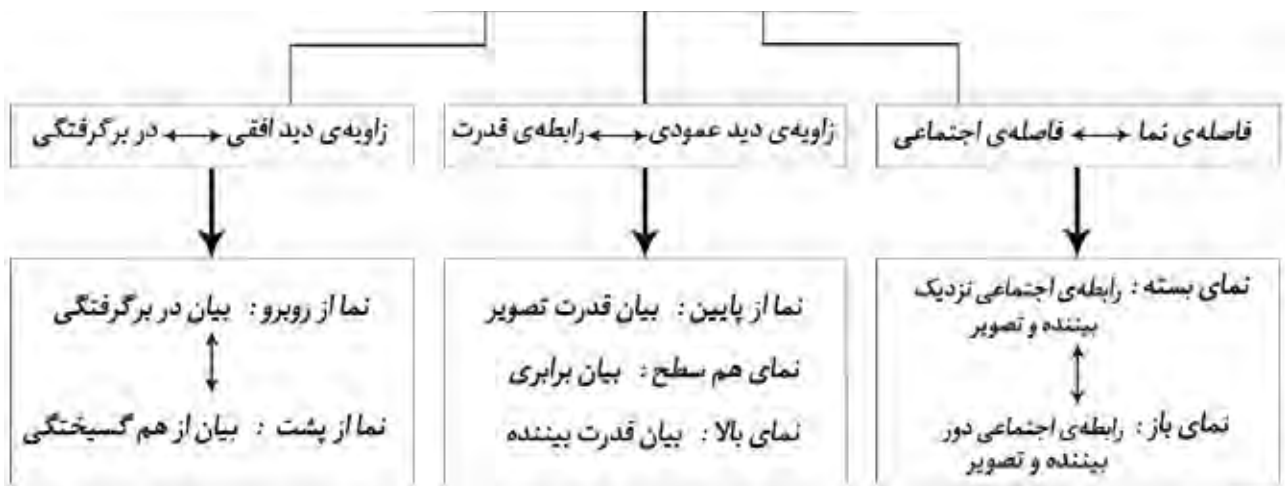 فاصله‌ی نما ↔ فاصله‌ی اجتماعی
زاویه‌ی دید عمودی ↔ رابطه‌ی قدرت
زاویه‌ی دید افقی ↔ در برگرفتگی
نمای بسته : رابطه‌ی اجتماعی نزدیک
بیننده و تصویر
نمای باز : رابطه‌ی اجتماعی دور
بیننده و تصویر
نما از پایین : بیان قدرت تصویر
نمای هم سطح : بیان برابری
نمای بالا : بیان قدرت بیننده
نما از روبرو : بیان در برگرفتگی
نما از پشت : بیان از هم گسیختگی